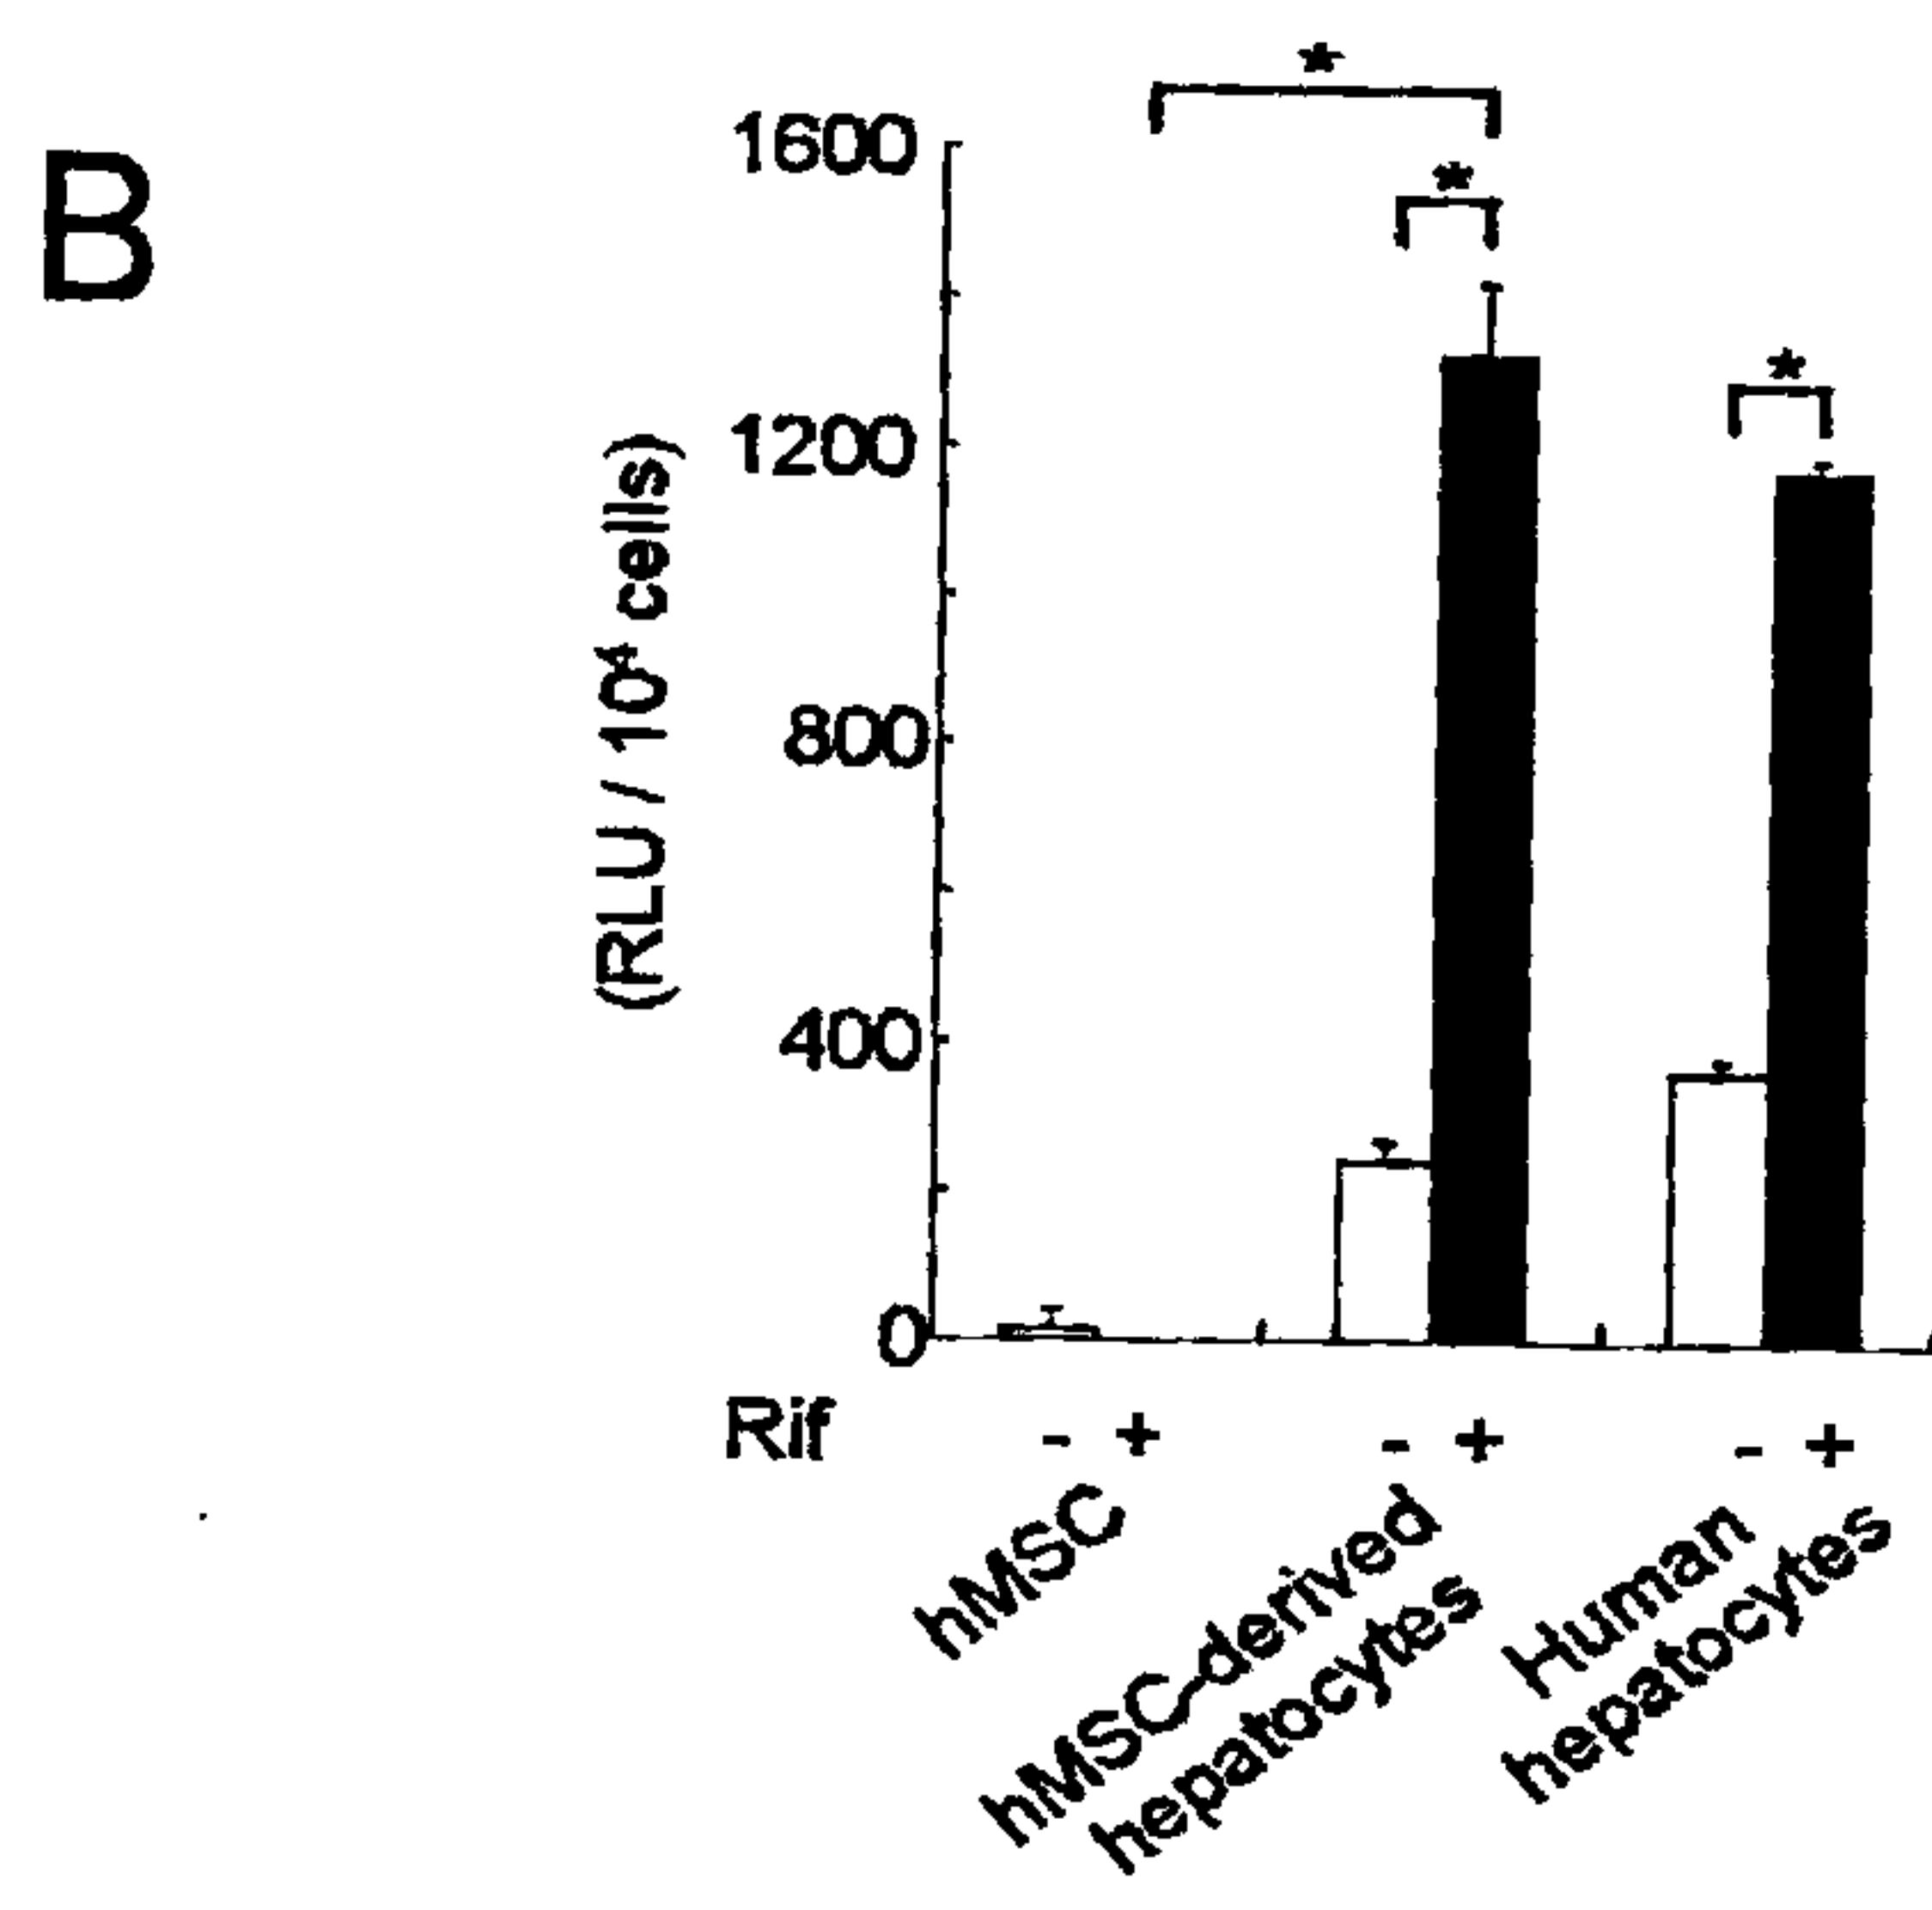 B
*
*
*
1600
1200
800
400
0
(RLU / 10⁴ cells)
Rif - + - + - +
hMSC
hMSC-derived
hepatocytes
Human
hepatocytes